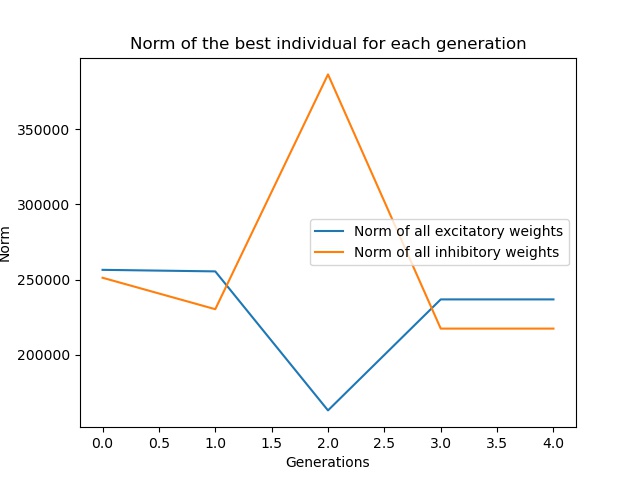 Norm of the best individual for each generation
Norm
350000
300000
250000
200000
Norm of all excitatory weights
Norm of all inhibitory weights
0.0 0.5 1.0 1.5 2.0 2.5 3.0 3.5 4.0
Generations